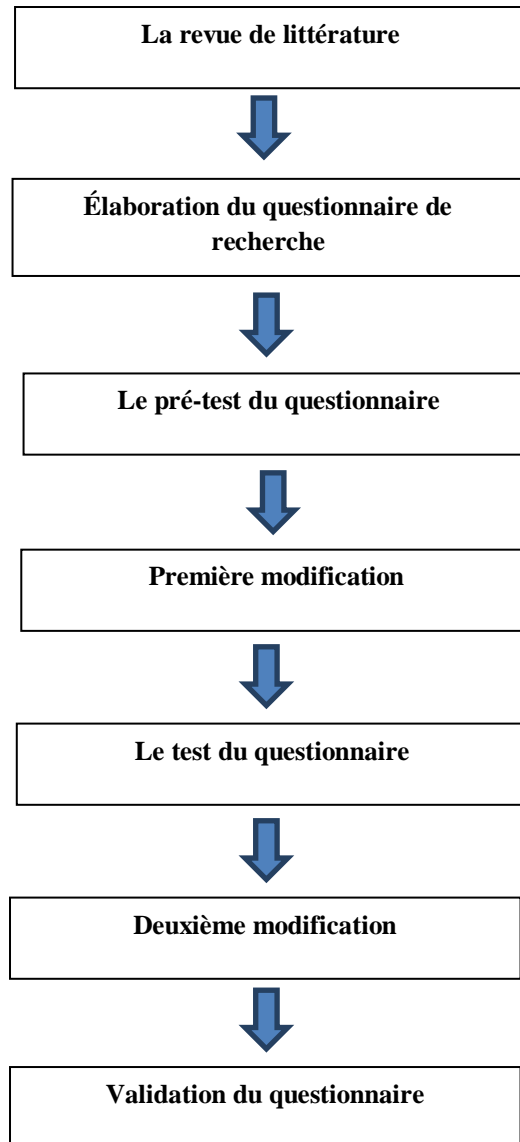 La revue de littérature
Élaboration du questionnaire de
recherche
Le pré-test du questionnaire
Première modification
Le test du questionnaire
Deuxième modification
Validation du questionnaire